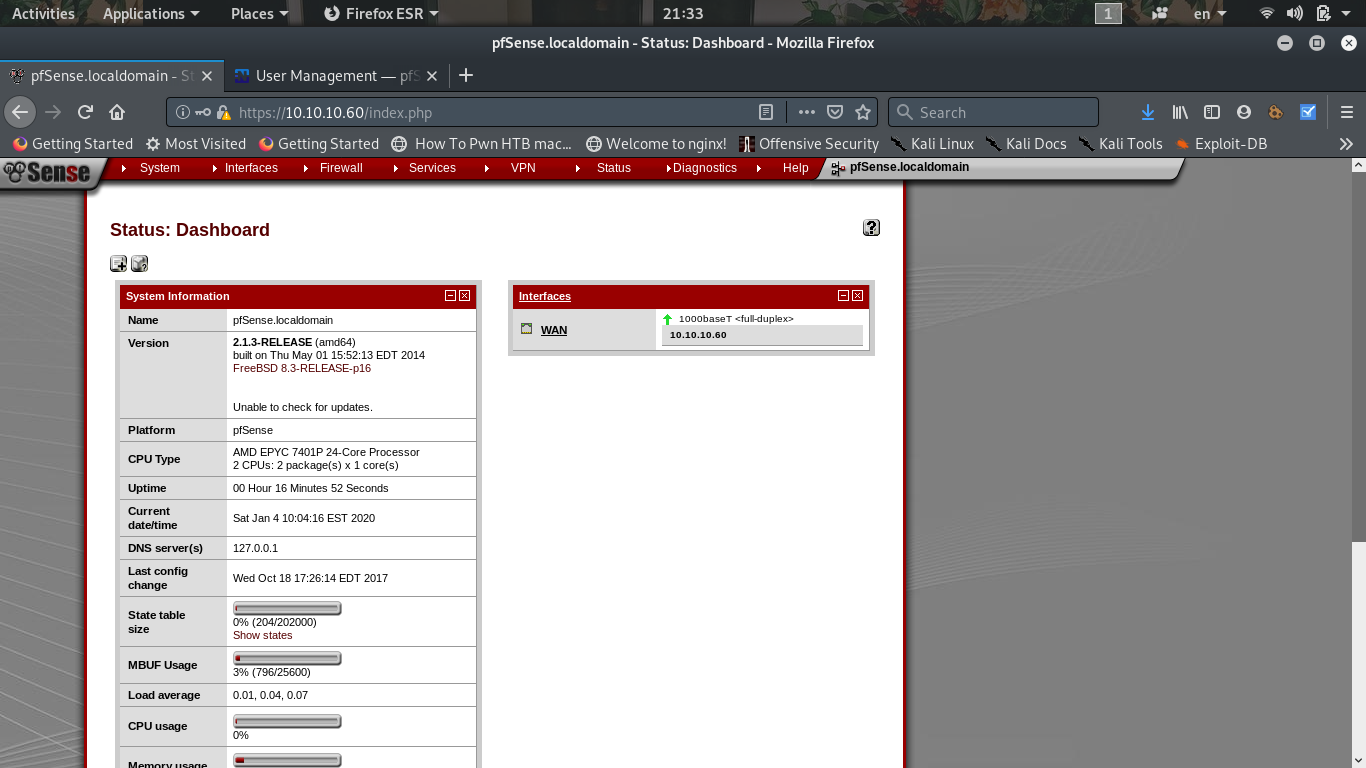 Activities Applications Places Firefox ESR 21:33 1 en
pfSense.localdomain - Status: Dashboard - Mozilla Firefox
pfSense.localdomain - St User Management — pfS
https://10.10.10.60/index.php Search
Getting Started Most Visited Getting Started How To Pwn HTB mac... Welcome to nginx! Offensive Security Kali Linux Kali Docs Kali Tools Exploit-DB
Sense System Interfaces Firewall Services VPN Status Diagnostics Help pfSense.localdomain
Status: Dashboard
System Information
Name pfSense.localdomain
Version 2.1.3-RELEASE (amd64)
built on Thu May 01 15:52:13 EDT 2014
FreeBSD 8.3-RELEASE-p16
Unable to check for updates.
Platform pfSense
CPU Type AMD EPYC 7401P 24-Core Processor
2 CPUs: 2 package(s) x 1 core(s)
Uptime 00 Hour 16 Minutes 52 Seconds
Current
date/time Sat Jan 4 10:04:16 EST 2020
DNS server(s) 127.0.0.1
Last config
change Wed Oct 18 17:26:14 EDT 2017
State table
size
0% (204/202000)
Show states
MBUF Usage
3% (796/25600)
Load average 0.01, 0.04, 0.07
CPU usage
0%
Memory usage
Interfaces
WAN
1000baseT <full-duplex>
10.10.10.60